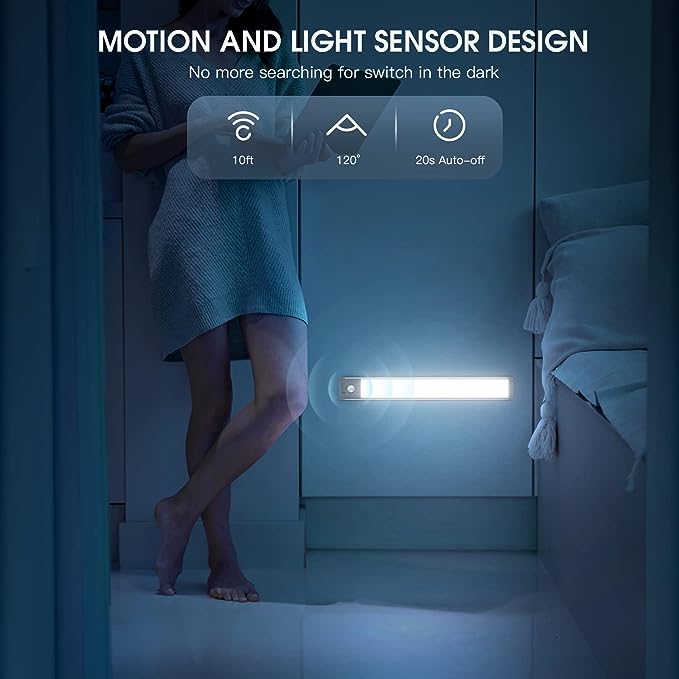 MOTION AND LIGHT SENSOR DESIGN
No more searching for switch in the dark
10ft
120°
20s Auto-off